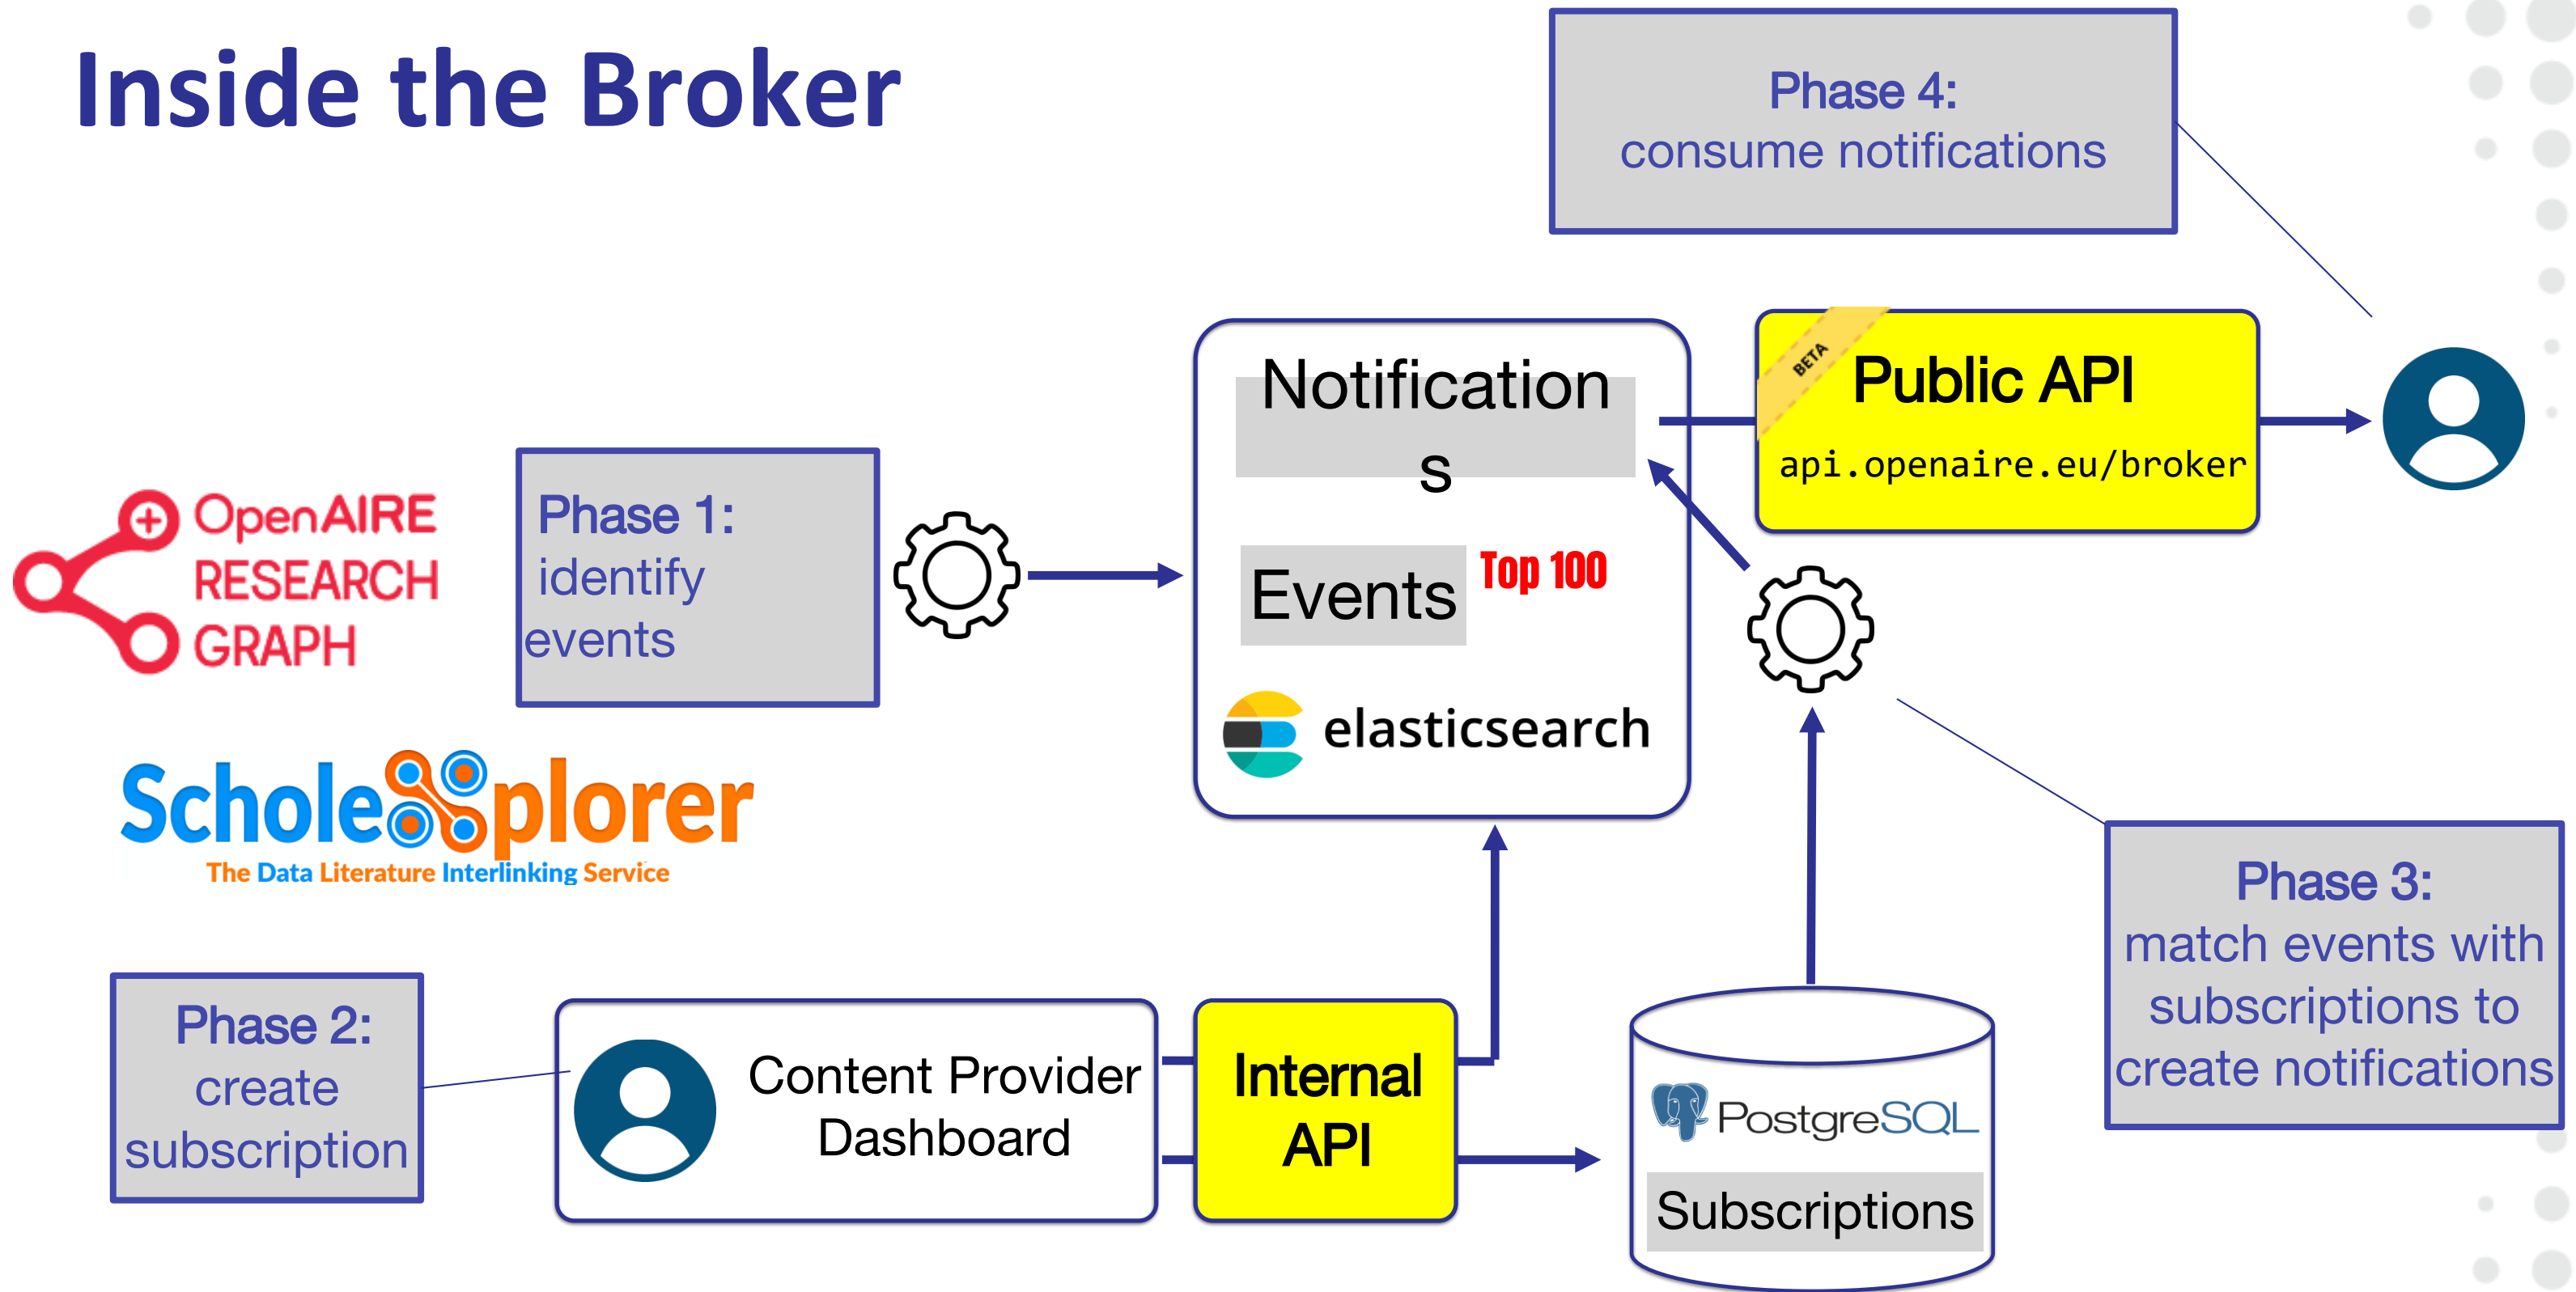 Inside the Broker
Phase 4:
consume notifications
Notification
s
Events
Top 100
elasticsearch
BETA
Public API
api.openaire.eu/broker
OpenAIRE
RESEARCH
GRAPH
Phase 1:
identify
events
Scholexplorer
The Data Literature Interlinking Service
Phase 2:
create
subscription
Content Provider
Dashboard
Internal
API
PostgreSQL
Subscriptions
Phase 3:
match events with
subscriptions to
create notifications